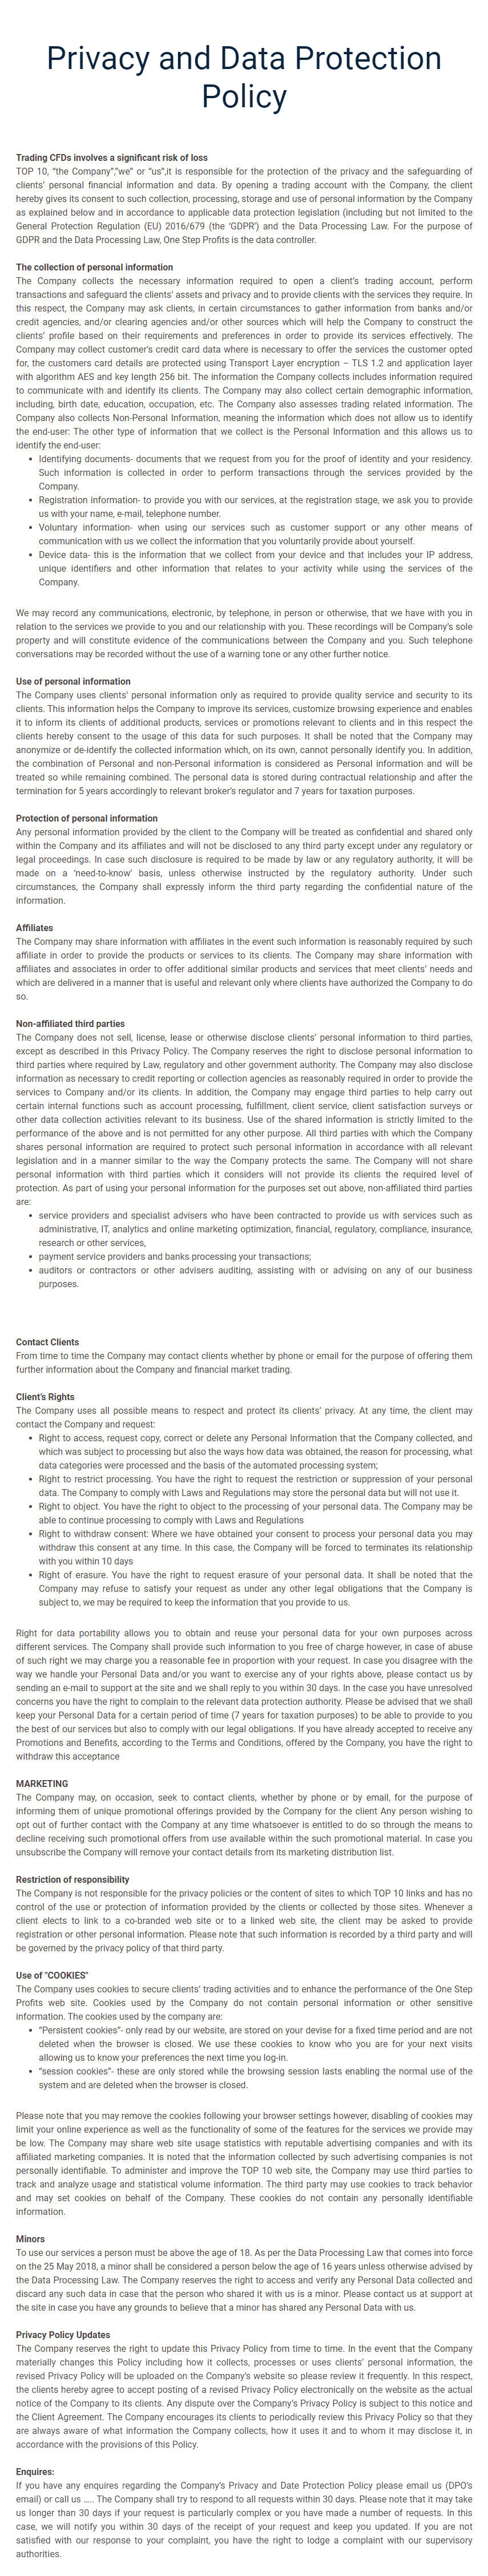 Privacy and Data Protection
Policy
Trading CFDs involves a significant risk of loss
TOP 10, “the Company”,”we” or “us”,it is responsible for the protection of the privacy and the safeguarding of
clients’ personal financial information and data. By opening a trading account with the Company, the client
hereby gives its consent to such collection, processing, storage and use of personal information by the Company
as explained below and in accordance to applicable data protection legislation (including but not limited to the
General Protection Regulation (EU) 2016/679 (the ‘GDPR’) and the Data Processing Law. For the purpose of
GDPR and the Data Processing Law, One Step Profits is the data controller.
The collection of personal information
The Company collects the necessary information required to open a client’s trading account, perform
transactions and safeguard the clients’ assets and privacy and to provide clients with the services they require. In
this respect, the Company may ask clients, in certain circumstances to gather information from banks and/or
credit agencies, and/or clearing agencies and/or other sources which will help the Company to construct the
clients’ profile based on their requirements and preferences in order to provide its services effectively. The
Company may collect customer’s credit card data where is necessary to offer the services the customer opted
for, the customers card details are protected using Transport Layer encryption – TLS 1.2 and application layer
with algorithm AES and key length 256 bit. The information the Company collects includes information required
to communicate with and identify its clients. The Company may also collect certain demographic information,
including, birth date, education, occupation, etc. The Company also assesses trading related information. The
Company also collects Non-Personal Information, meaning the information which does not allow us to identify
the end-user: The other type of information that we collect is the Personal Information and this allows us to
identify the end-user:
• Identifying documents- documents that we request from you for the proof of identity and your residency.
Such information is collected in order to perform transactions through the services provided by the
Company.
• Registration information- to provide you with our services, at the registration stage, we ask you to provide
us with your name, e-mail, telephone number.
• Voluntary information- when using our services such as customer support or any other means of
communication with us we collect the information that you voluntarily provide about yourself.
• Device data- this is the information that we collect from your device and that includes your IP address,
unique identifiers and other information that relates to your activity while using the services of the
Company.
We may record any communications, electronic, by telephone, in person or otherwise, that we have with you in
relation to the services we provide to you and our relationship with you. These recordings will be Company’s sole
property and will constitute evidence of the communications between the Company and you. Such telephone
conversations may be recorded without the use of a warning tone or any other further notice.
Use of personal information
The Company uses clients’ personal information only as required to provide quality service and security to its
clients. This information helps the Company to improve its services, customize browsing experience and enables
it to inform its clients of additional products, services or promotions relevant to clients and in this respect the
clients hereby consent to the usage of this data for such purposes. It shall be noted that the Company may
anonymize or de-identify the collected information which, on its own, cannot personally identify you. In addition,
the combination of Personal and non-Personal information is considered as Personal information and will be
treated so while remaining combined. The personal data is stored during contractual relationship and after the
termination for 5 years accordingly to relevant broker’s regulator and 7 years for taxation purposes.
Protection of personal information
Any personal information provided by the client to the Company will be treated as confidential and shared only
within the Company and its affiliates and will not be disclosed to any third party except under any regulatory or
legal proceedings. In case such disclosure is required to be made by law or any regulatory authority, it will be
made on a ‘need-to-know’ basis, unless otherwise instructed by the regulatory authority. Under such
circumstances, the Company shall expressly inform the third party regarding the confidential nature of the
information.
Affiliates
The Company may share information with affiliates in the event such information is reasonably required by such
affiliate in order to provide the products or services to its clients. The Company may share information with
affiliates and associates in order to offer additional similar products and services that meet clients’ needs and
which are delivered in a manner that is useful and relevant only where clients have authorized the Company to do
so.
Non-affiliated third parties
The Company does not sell, license, lease or otherwise disclose clients’ personal information to third parties,
except as described in this Privacy Policy. The Company reserves the right to disclose personal information to
third parties where required by Law, regulatory and other government authority. The Company may also disclose
information as necessary to credit reporting or collection agencies as reasonably required in order to provide the
services to Company and/or its clients. In addition, the Company may engage third parties to help carry out
certain internal functions such as account processing, fulfillment, client service, client satisfaction surveys or
other data collection activities relevant to its business. Use of the shared information is strictly limited to the
performance of the above and is not permitted for any other purpose. All third parties with which the Company
shares personal information are required to protect such personal information in accordance with all relevant
legislation and in a manner similar to the way the Company protects the same. The Company will not share
personal information with third parties which it considers will not provide its clients the required level of
protection. As part of using your personal information for the purposes set out above, non-affiliated third parties
are:
• service providers and specialist advisers who have been contracted to provide us with services such as
administrative, IT, analytics and online marketing optimization, financial, regulatory, compliance, insurance,
research or other services,
• payment service providers and banks processing your transactions;
• auditors or contractors or other advisers auditing, assisting with or advising on any of our business
purposes.
Contact Clients
From time to time the Company may contact clients whether by phone or email for the purpose of offering them
further information about the Company and financial market trading.
Client’s Rights
The Company uses all possible means to respect and protect its clients’ privacy. At any time, the client may
contact the Company and request:
• Right to access, request copy, correct or delete any Personal Information that the Company collected, and
which was subject to processing but also the ways how data was obtained, the reason for processing, what
data categories were processed and the basis of the automated processing system;
• Right to restrict processing. You have the right to request the restriction or suppression of your personal
data. The Company to comply with Laws and Regulations may store the personal data but will not use it.
• Right to object. You have the right to object to the processing of your personal data. The Company may be
able to continue processing to comply with Laws and Regulations
• Right to withdraw consent: Where we have obtained your consent to process your personal data you may
withdraw this consent at any time. In this case, the Company will be forced to terminates its relationship
with you within 10 days
• Right of erasure. You have the right to request erasure of your personal data. It shall be noted that the
Company may refuse to satisfy your request as under any other legal obligations that the Company is
subject to, we may be required to keep the information that you provide to us.
Right for data portability allows you to obtain and reuse your personal data for your own purposes across
different services. The Company shall provide such information to you free of charge however, in case of abuse
of such right we may charge you a reasonable fee in proportion with your request. In case you disagree with the
way we handle your Personal Data and/or you want to exercise any of your rights above, please contact us by
sending an e-mail to support at the site and we shall reply to you within 30 days. In the case you have unresolved
concerns you have the right to complain to the relevant data protection authority. Please be advised that we shall
keep your Personal Data for a certain period of time (7 years for taxation purposes) to be able to provide to you
the best of our services but also to comply with our legal obligations. If you have already accepted to receive any
Promotions and Benefits, according to the Terms and Conditions, offered by the Company, you have the right to
withdraw this acceptance
MARKETING
The Company may, on occasion, seek to contact clients, whether by phone or by email, for the purpose of
informing them of unique promotional offerings provided by the Company for the client Any person wishing to
opt out of further contact with the Company at any time whatsoever is entitled to do so through the means to
decline receiving such promotional offers from use available within the such promotional material. In case you
unsubscribe the Company will remove your contact details from its marketing distribution list.
Restriction of responsibility
The Company is not responsible for the privacy policies or the content of sites to which TOP 10 links and has no
control of the use or protection of information provided by the clients or collected by those sites. Whenever a
client elects to link to a co-branded web site or to a linked web site, the client may be asked to provide
registration or other personal information. Please note that such information is recorded by a third party and will
be governed by the privacy policy of that third party.
Use of "COOKIES"
The Company uses cookies to secure clients’ trading activities and to enhance the performance of the One Step
Profits web site. Cookies used by the Company do not contain personal information or other sensitive
information. The cookies used by the company are:
• “Persistent cookies”- only read by our website, are stored on your devise for a fixed time period and are not
deleted when the browser is closed. We use these cookies to know who you are for your next visits
allowing us to know your preferences the next time you log-in.
• “session cookies”- these are only stored while the browsing session lasts enabling the normal use of the
system and are deleted when the browser is closed.
Please note that you may remove the cookies following your browser settings however, disabling of cookies may
limit your online experience as well as the functionality of some of the features for the services we provide may
be low. The Company may share web site usage statistics with reputable advertising companies and with its
affiliated marketing companies. It is noted that the information collected by such advertising companies is not
personally identifiable. To administer and improve the TOP 10 web site, the Company may use third parties to
track and analyze usage and statistical volume information. The third party may use cookies to track behavior
and may set cookies on behalf of the Company. These cookies do not contain any personally identifiable
information.
Minors
To use our services a person must be above the age of 18. As per the Data Processing Law that comes into force
on the 25 May 2018, a minor shall be considered a person below the age of 16 years unless otherwise advised by
the Data Processing Law. The Company reserves the right to access and verify any Personal Data collected and
discard any such data in case that the person who shared it with us is a minor. Please contact us at support at
the site in case you have any grounds to believe that a minor has shared any Personal Data with us.
Privacy Policy Updates
The Company reserves the right to update this Privacy Policy from time to time. In the event that the Company
materially changes this Policy including how it collects, processes or uses clients’ personal information, the
revised Privacy Policy will be uploaded on the Company’s website so please review it frequently. In this respect,
the clients hereby agree to accept posting of a revised Privacy Policy electronically on the website as the actual
notice of the Company to its clients. Any dispute over the Company’s Privacy Policy is subject to this notice and
the Client Agreement. The Company encourages its clients to periodically review this Privacy Policy so that they
are always aware of what information the Company collects, how it uses it and to whom it may disclose it, in
accordance with the provisions of this Policy.
Enquires:
If you have any enquires regarding the Company’s Privacy and Date Protection Policy please email us (DPO’s
email) or call us ….. The Company shall try to respond to all requests within 30 days. Please note that it may take
us longer than 30 days if your request is particularly complex or you have made a number of requests. In this
case, we will notify you within 30 days of the receipt of your request and keep you updated. If you are not
satisfied with our response to your complaint, you have the right to lodge a complaint with our supervisory
authorities.